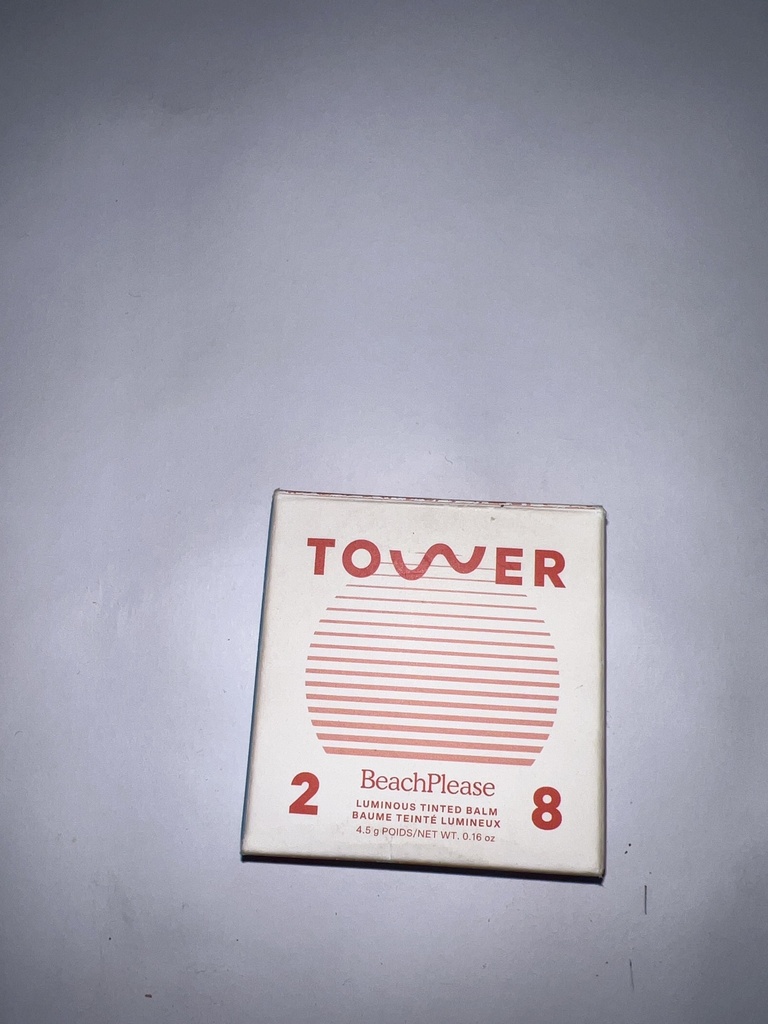 TOWER
BeachPlease
2 8
LUMINOUS TINTED BALM
BAUME TEINTÉ LUMINEUX
4.5 g POIDS/NET WT. 0.16 oz